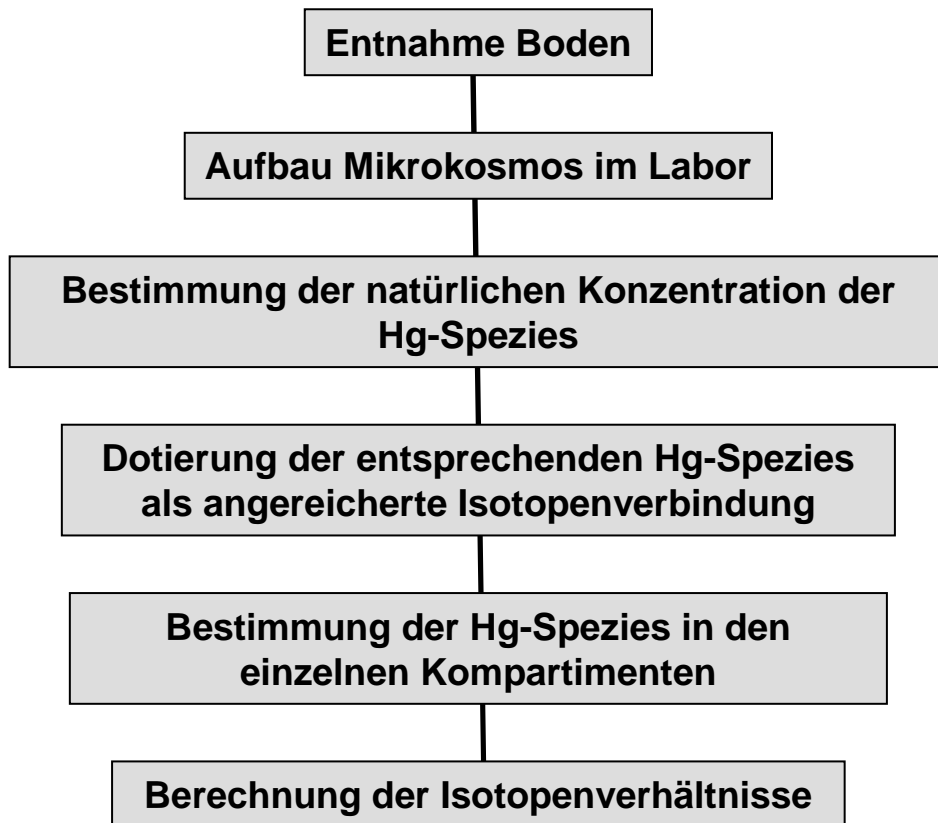 Entnahme Boden
Aufbau Mikrokosmos im Labor
Bestimmung der natürlichen Konzentration der
Hg-Spezies
Dotierung der entsprechenden Hg-Spezies
als angereicherte Isotopenverbindung
Bestimmung der Hg-Spezies in den
einzelnen Kompartimenten
Berechnung der Isotopenverhältnisse